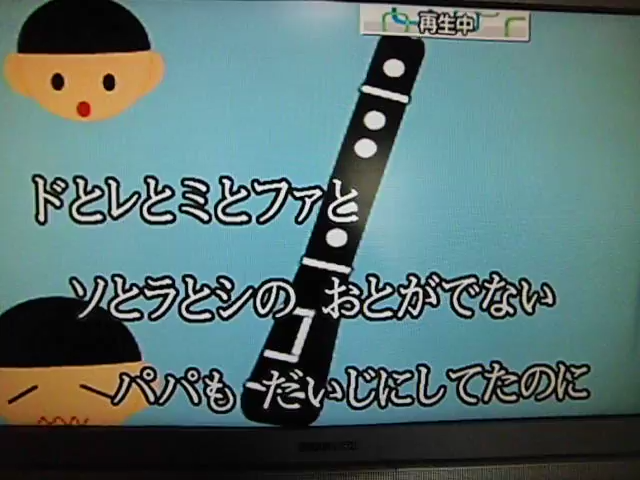 再生中
ドとレとミとファと
ソとラとシの おとがでない
パパも だいじにしてたのに